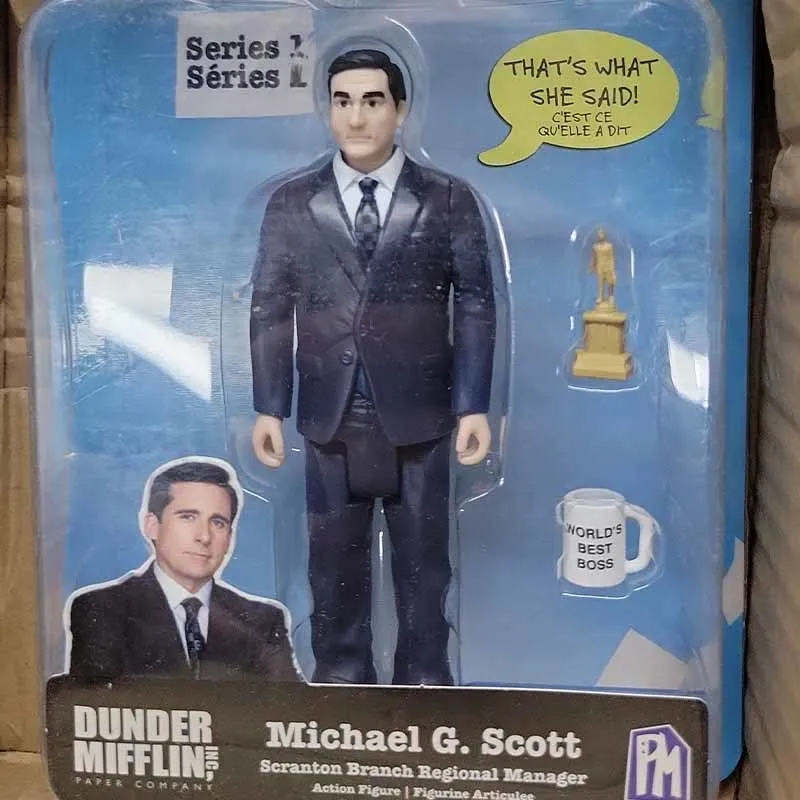 Series 1
Séries 1
THAT'S WHAT
SHE SAID!
C'EST CE
QU'ELLE A DIT
WORLD'S
BEST
BOSS
DUNDER
MIFFLIN INC,
PAPER COMPANY
Michael G. Scott
Scranton Branch Regional Manager
Action Figure | Figurine Articulee
PM